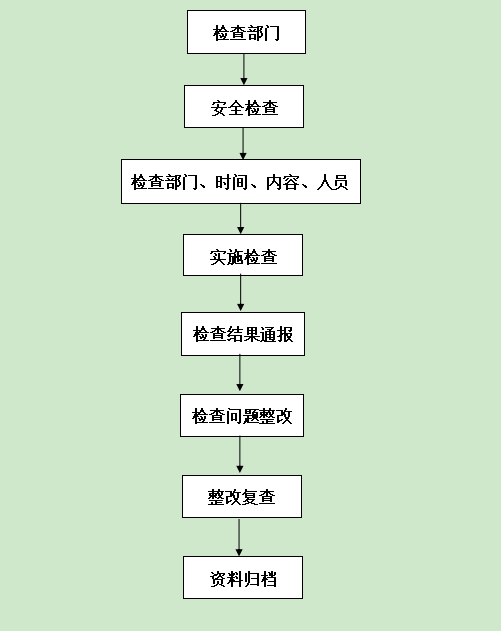 检查部门
安全检查
检查部门、时间、内容、人员
实施检查
检查结果通报
检查问题整改
整改复查
资料归档